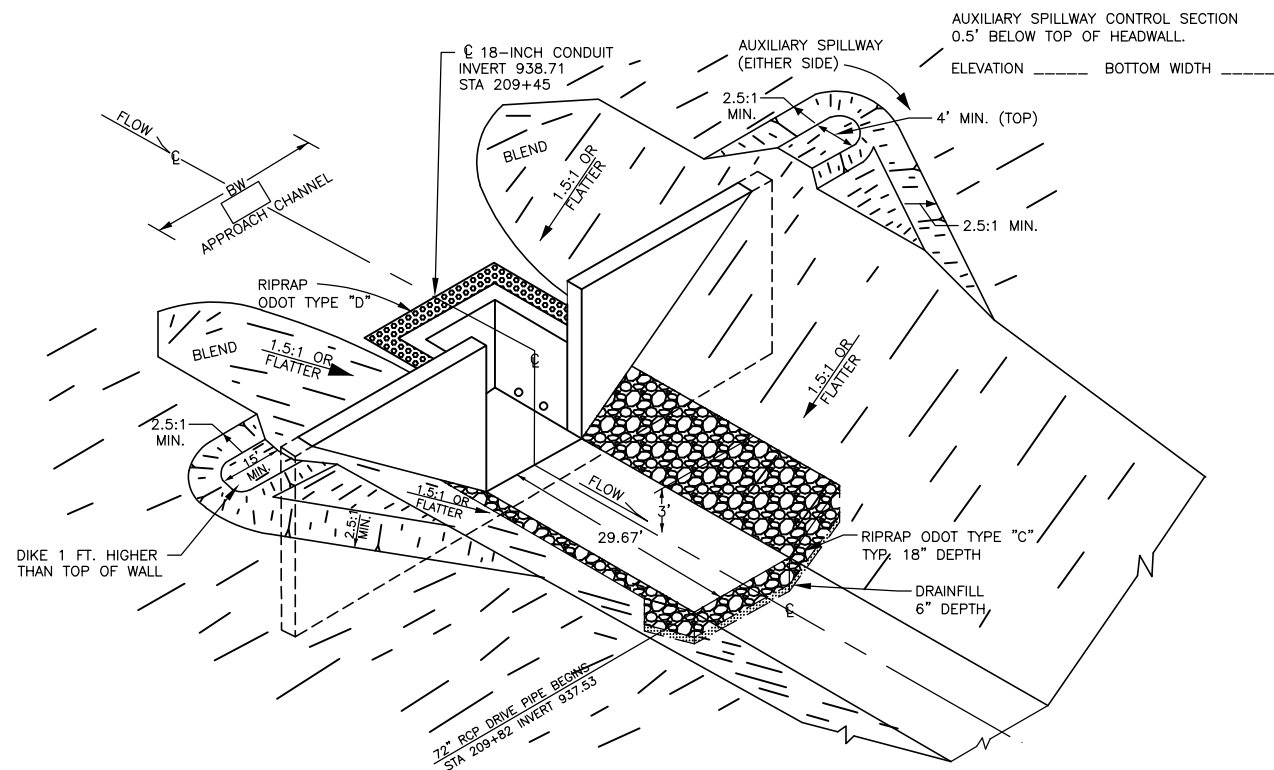 AUXILIARY SPILLWAY CONTROL SECTION
0.5' BELOW TOP OF HEADWALL.
ELEVATION _____ BOTTOM WIDTH _____
℄ 18-INCH CONDUIT
INVERT 938.71
STA 209+45
AUXILIARY SPILLWAY
(EITHER SIDE)
2.5:1
MIN.
4' MIN. (TOP)
FLOW
℄
BW
APPROACH CHANNEL
BLEND
1.5:1 OR
FLATTER
2.5:1 MIN.
RIPRAP
ODOT TYPE "D"
BLEND
1.5:1 OR
FLATTER
℄
1.5:1 OR
FLATTER
2.5:1
MIN.
15'
MIN.
1.5:1 OR
FLATTER
2.5:1
MIN.
FLOW
3'
29.67'
DIKE 1 FT. HIGHER
THAN TOP OF WALL
RIPRAP ODOT TYPE "C"
TYP. 18" DEPTH
DRAINFILL
6" DEPTH
℄
72" RCP DRIVE PIPE BEGINS
STA 209+82 INVERT 937.53